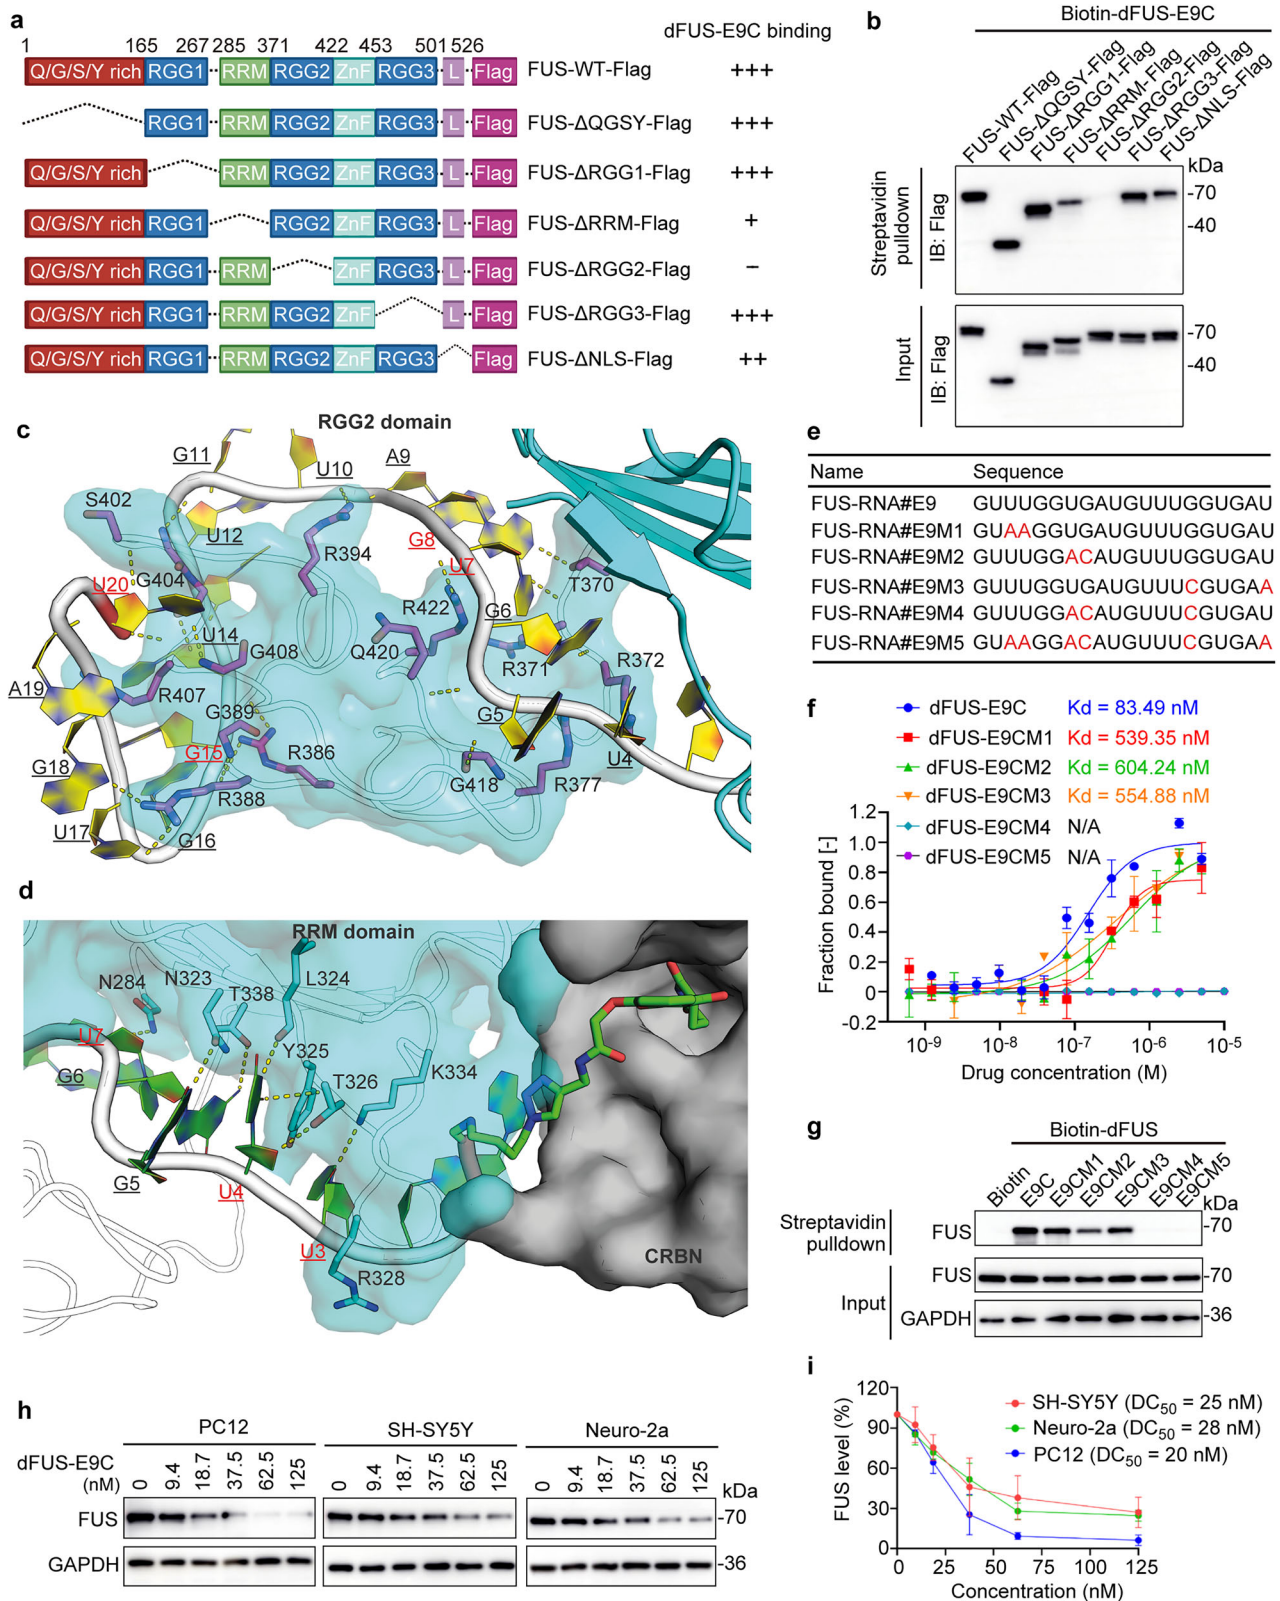 a
dFUS-E9C binding
1 165 267 285 371 422 453 501 526
Q/G/S/Y rich RGG1 RRM RGG2 ZnF RGG3 L Flag FUS-WT-Flag +++
RGG1 RRM RGG2 ZnF RGG3 L Flag FUS-ΔQGSY-Flag +++
Q/G/S/Y rich RRM RGG2 ZnF RGG3 L Flag FUS-ΔRGG1-Flag +++
Q/G/S/Y rich RGG1 RGG2 ZnF RGG3 L Flag FUS-ΔRRM-Flag +
Q/G/S/Y rich RGG1 RRM ZnF RGG3 L Flag FUS-ΔRGG2-Flag –
Q/G/S/Y rich RGG1 RRM RGG2 ZnF L Flag FUS-ΔRGG3-Flag +++
Q/G/S/Y rich RGG1 RRM RGG2 ZnF RGG3 Flag FUS-ΔNLS-Flag ++
b
Biotin-dFUS-E9C
FUS-WT-Flag
FUS-ΔQGSY-Flag
FUS-ΔRGG1-Flag
FUS-ΔRRM-Flag
FUS-ΔRGG2-Flag
FUS-ΔRGG3-Flag
FUS-ΔNLS-Flag
kDa
Streptavidin
pulldown
IB: Flag
-70
-40
Input
IB: Flag
-70
-40
c
RGG2 domain
G11
U10
A9
S402
U12
R394
G8
U7
T370
U20
G404
R422
G6
U14
G408
Q420
R371
R372
A19
R407
G389
G5
G15
R386
U4
G18
R388
G418
R377
U17
G16
d
RRM domain
N284
N323
L324
T338
U7
Y325
G6
T326
K334
G5
U4
U3
R328
CRBN
e
Name Sequence
FUS-RNA#E9 GUUUGGUGAUGUUUGGUGAU
FUS-RNA#E9M1 GUAAGGUGAUGUUUGGUGAU
FUS-RNA#E9M2 GUUUGGACAUGUUUGGUGAU
FUS-RNA#E9M3 GUUUGGUGAUGUUUCGUGAA
FUS-RNA#E9M4 GUUUGGACAUGUUUCGUGAU
FUS-RNA#E9M5 GUAAGGACAUGUUUCGUGAA
f
dFUS-E9C Kd = 83.49 nM
dFUS-E9CM1 Kd = 539.35 nM
dFUS-E9CM2 Kd = 604.24 nM
dFUS-E9CM3 Kd = 554.88 nM
dFUS-E9CM4 N/A
dFUS-E9CM5 N/A
Fraction bound [-]
1.2
1.0
0.8
0.6
0.4
0.2
0
-0.2
10-9 10-8 10-7 10-6 10-5
Drug concentration (M)
g
Biotin-dFUS
Biotin
E9C
E9CM1
E9CM2
E9CM3
E9CM4
E9CM5
kDa
Streptavidin
pulldown
FUS -70
Input
FUS -70
GAPDH -36
h
PC12 SH-SY5Y Neuro-2a
dFUS-E9C
(nM)
0 9.4 18.7 37.5 62.5 125 0 9.4 18.7 37.5 62.5 125 0 9.4 18.7 37.5 62.5 125
kDa
FUS -70
GAPDH -36
i
FUS level (%)
120
90
60
30
0
SH-SY5Y (DC50 = 25 nM)
Neuro-2a (DC50 = 28 nM)
PC12 (DC50 = 20 nM)
0 25 50 75 100 125
Concentration (nM)